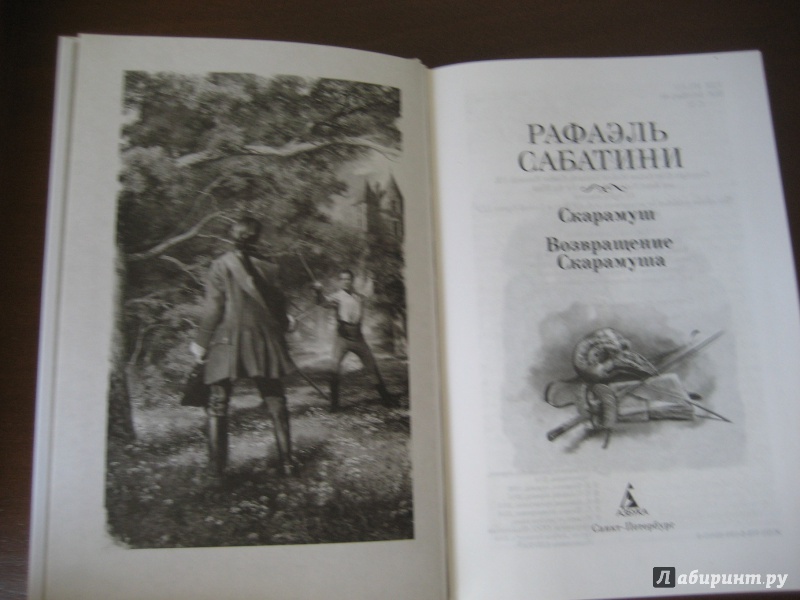 РАФАЭЛЬ
САБАТИНИ
Скарамуш
Возвращение
Скарамуша
АЗБУКА
Санкт-Петербург
Лабиринт.ру